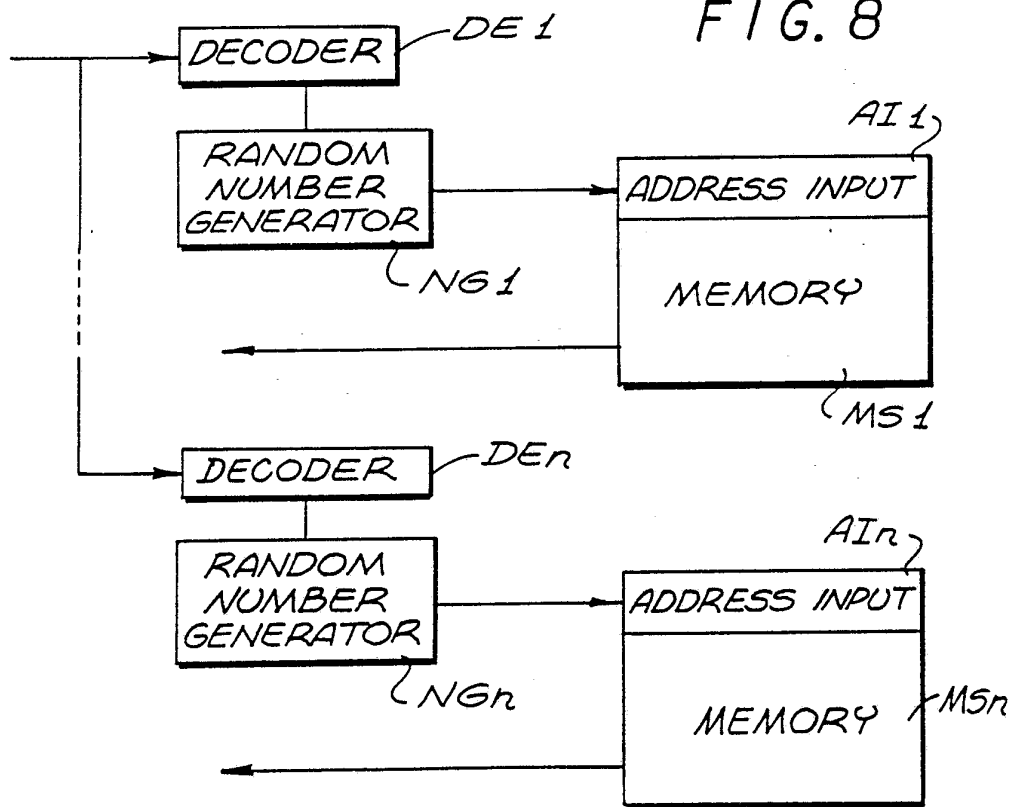 FIG. 8
DECODER
DE1
RANDOM
NUMBER
GENERATOR
NG1
AI1
ADDRESS INPUT
MEMORY
MS1
DECODER
DEn
RANDOM
NUMBER
GENERATOR
NGn
AIn
ADDRESS INPUT
MEMORY
MSn